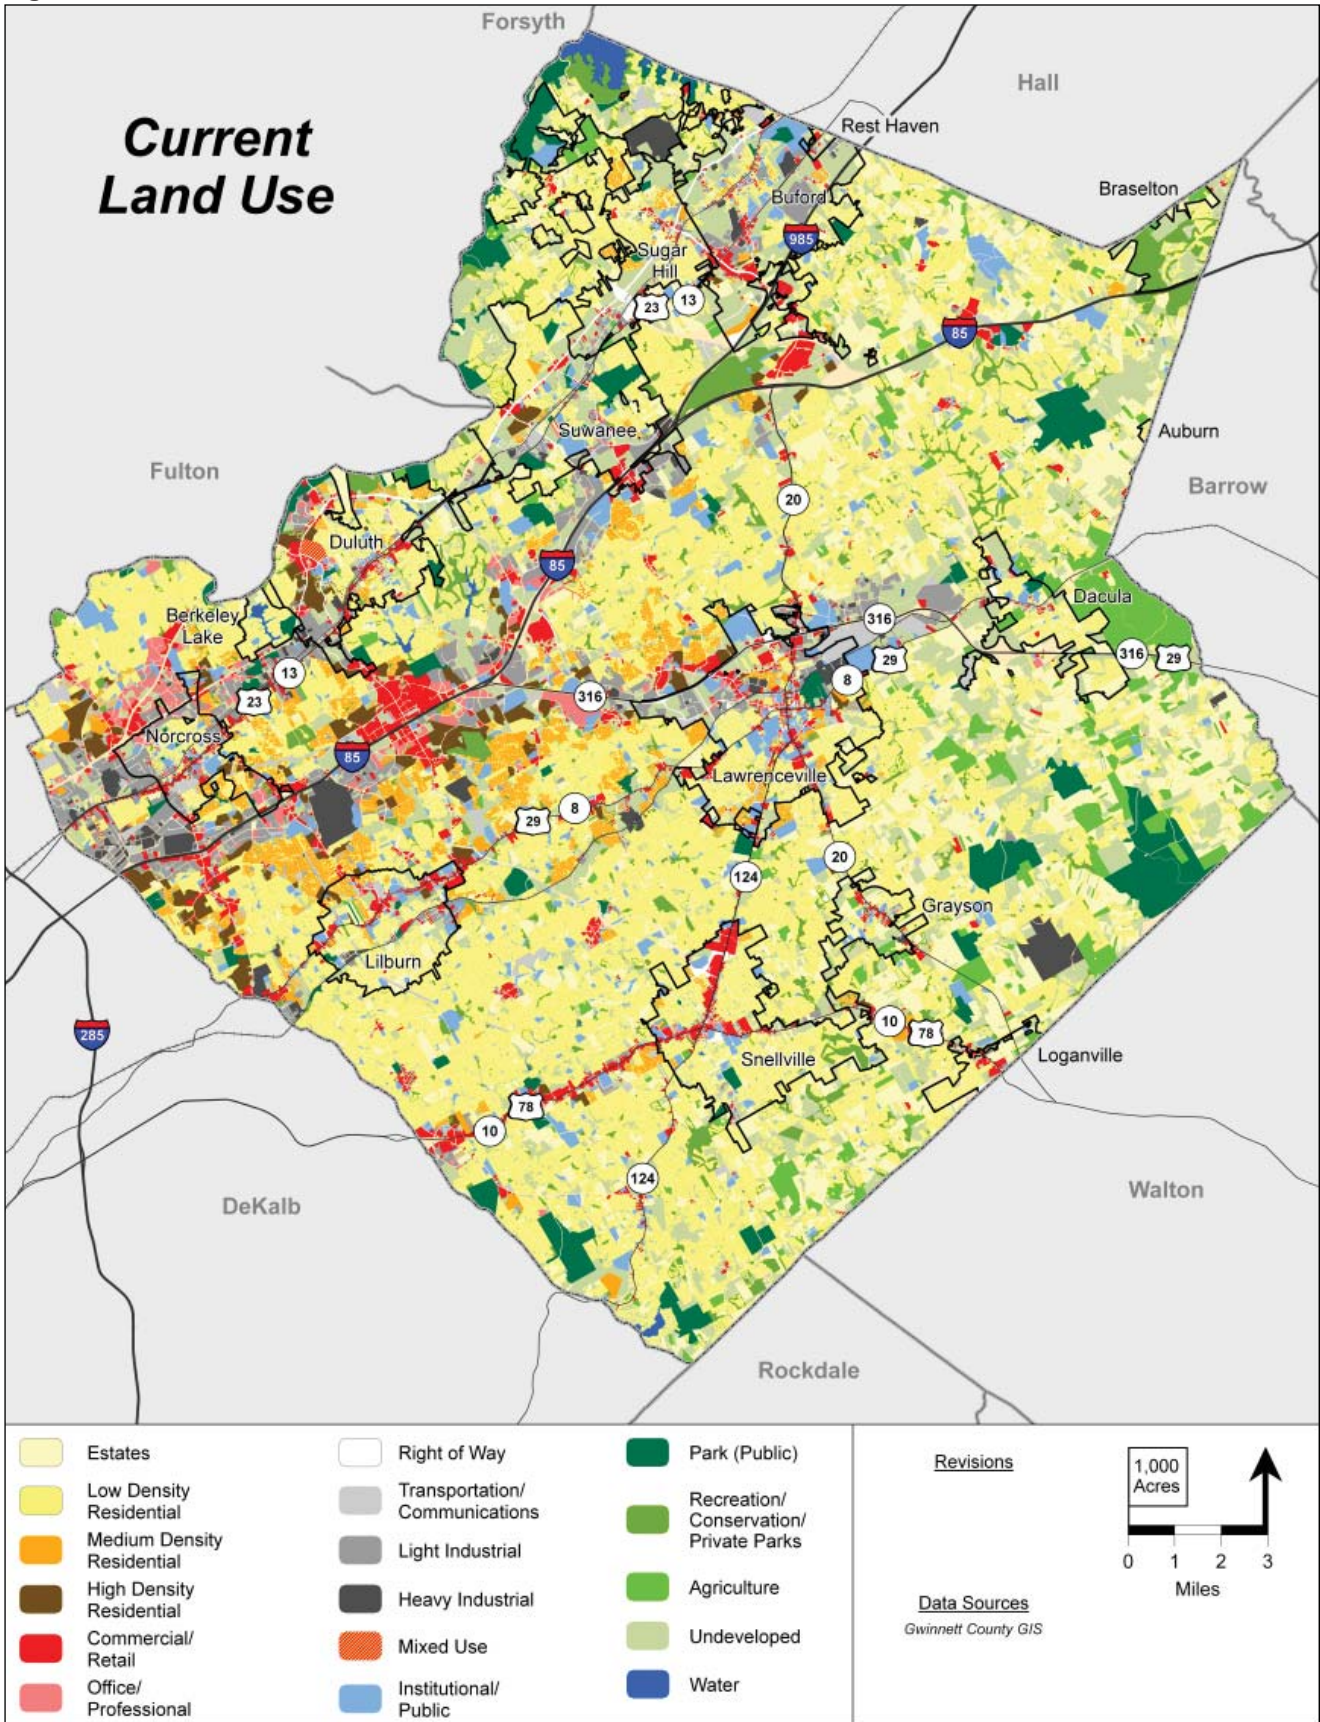 Forsyth
Hall
Current
Land Use
Rest Haven
Braselton
Buford
985
Sugar
Hill
23
13
85
Suwanee
Auburn
Fulton
Barrow
20
Duluth
85
Dacula
Berkeley
Lake
316
29
316
29
13
8
23
316
Norcross
85
Lawrenceville
29
8
20
124
Grayson
Lilburn
285
10
78
Loganville
Snellville
78
10
124
Walton
DeKalb
Rockdale
Estates
Low Density
Residential
Medium Density
Residential
High Density
Residential
Commercial/
Retail
Office/
Professional
Right of Way
Transportation/
Communications
Light Industrial
Heavy Industrial
Mixed Use
Institutional/
Public
Park (Public)
Recreation/
Conservation/
Private Parks
Agriculture
Undeveloped
Water
Revisions
Data Sources
Gwinnett County GIS
1,000
Acres
0 1 2 3
Miles